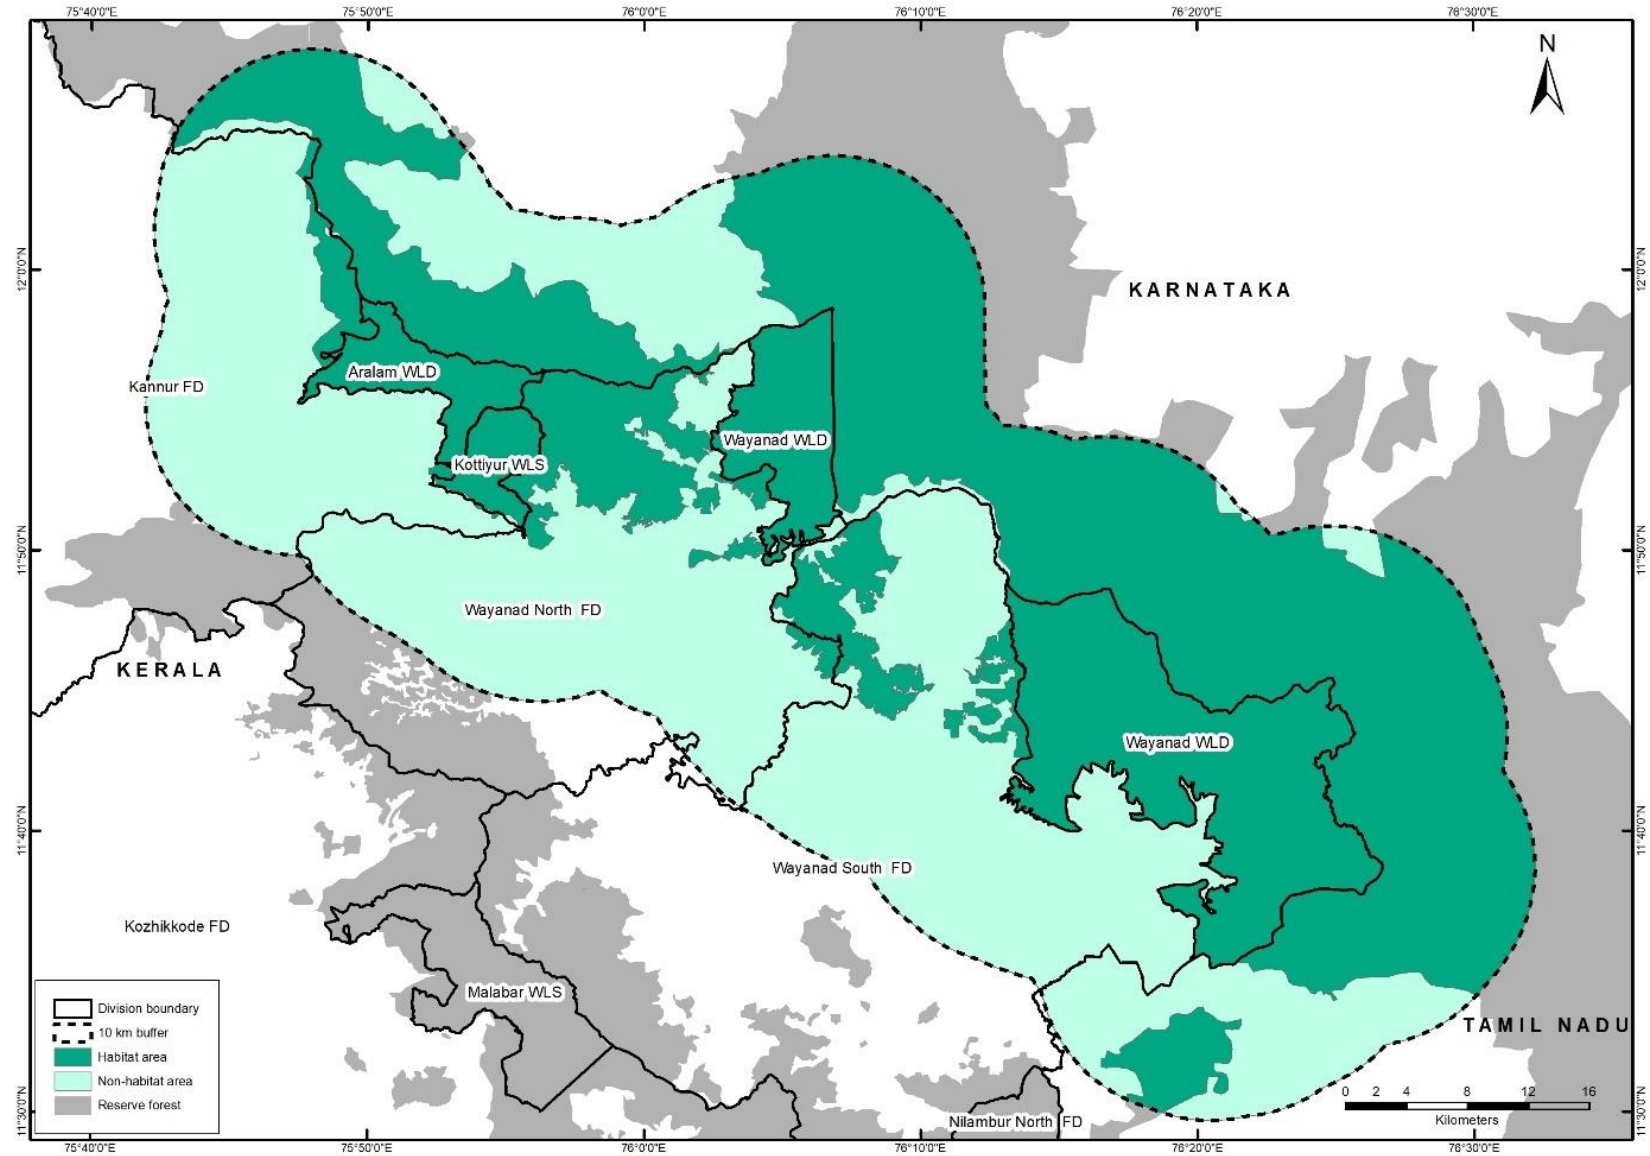 75°40'0"E
75°50'0"E
76°0'0"E
76°10'0"E
76°20'0"E
76°30'0"E
N
12°0'0"N
12°0'0"N
KARNATAKA
Aralam WLD
Kannur FD
Wayanad WLD
Kottiyur WLS
11°50'0"N
11°50'0"N
Wayanad North FD
KERALA
Wayanad WLD
11°40'0"N
11°40'0"N
Wayanad South FD
Kozhikkode FD
Malabar WLS
Division boundary
10 km buffer
Habitat area
Non-habitat area
Reserve forest
TAMIL NADU
0 2 4 8 12 16
Kilometers
11°30'0"N
11°30'0"N
Nilambur North FD
75°40'0"E
75°50'0"E
76°0'0"E
76°10'0"E
76°20'0"E
76°30'0"E